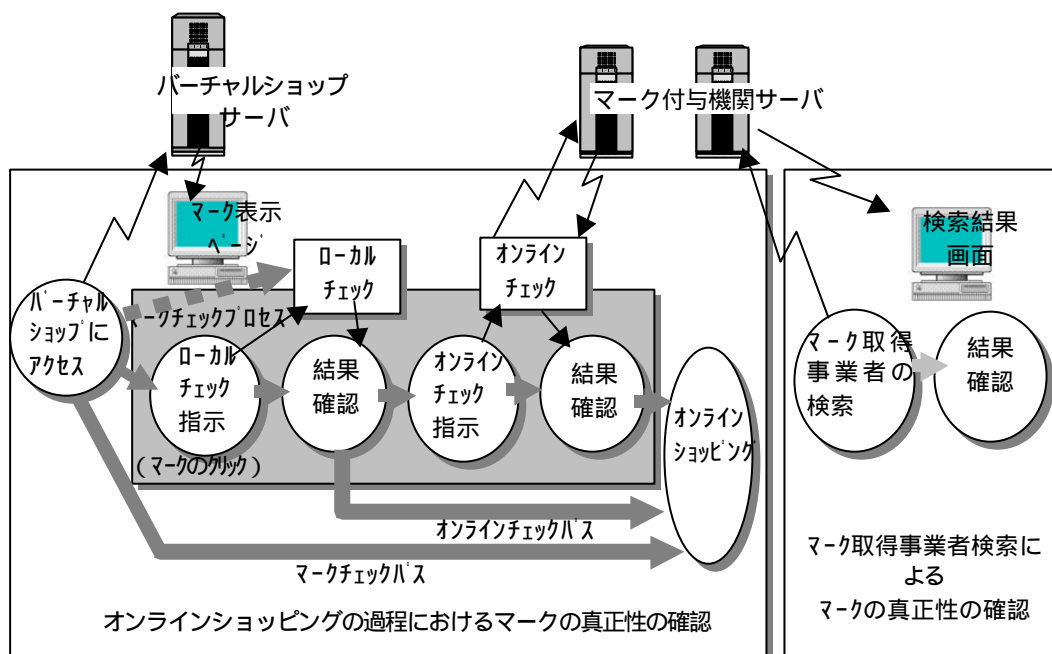 バーチャルショップ
サーバ
マーク付与機関サーバ
マーク表示
ページ
ローカル
チェック
オンライン
チェック
検索結果
画面
バーチャル
ショップに
アクセス
マークチェックプロセス
ローカル
チェック
指示
(マークのクリック)
結果
確認
オンライン
チェック
指示
結果
確認
オンライン
ショッピング
マーク取得
事業者の
検索
結果
確認
オンラインチェックパス
マークチェックパス
オンラインショッピングの過程におけるマークの真正性の確認
マーク取得事業者検索に
よる
マークの真正性の確認